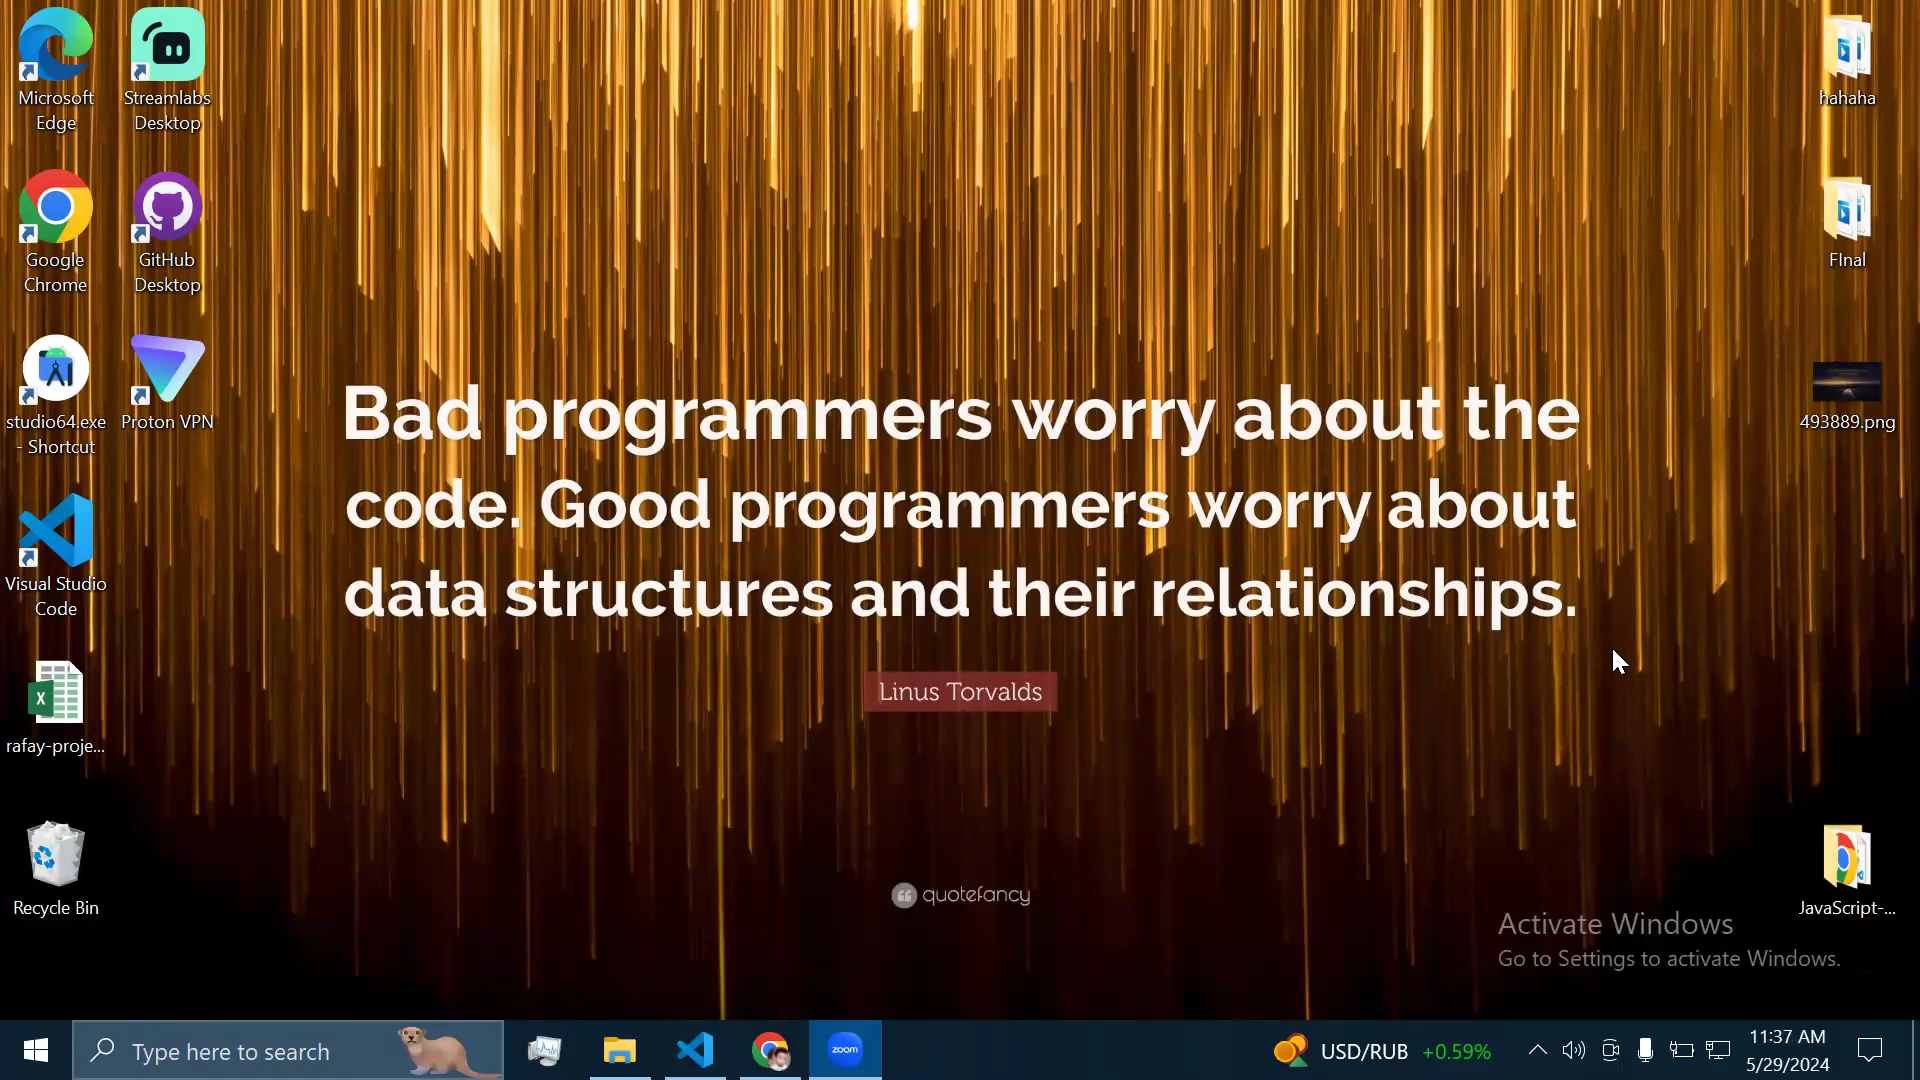 Microsoft
Edge
Streamlabs
Desktop
hahaha
Google
Chrome
GitHub
Desktop
FInal
studio64.exe
- Shortcut
Proton VPN
493889.png
Bad programmers worry about the
code. Good programmers worry about
data structures and their relationships.
Linus Torvalds
Visual Studio
Code
rafay-proje...
quotefancy
Recycle Bin
JavaScript-...
Activate Windows
Go to Settings to activate Windows.
Type here to search
zoom
USD/RUB +0.59%
11:37 AM
5/29/2024